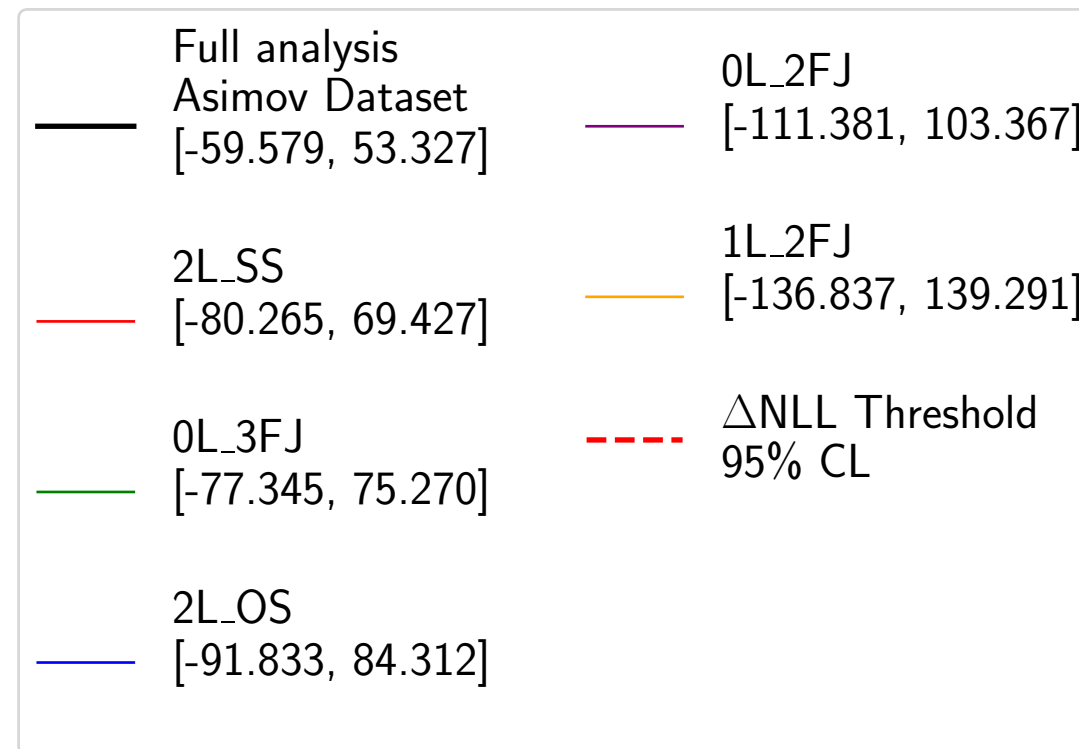 Full analysis
Asimov Dataset
[-59.579, 53.327]
2L_SS
[-80.265, 69.427]
0L_3FJ
[-77.345, 75.270]
2L_OS
[-91.833, 84.312]
0L_2FJ
[-111.381, 103.367]
1L_2FJ
[-136.837, 139.291]
ΔNLL Threshold
95% CL